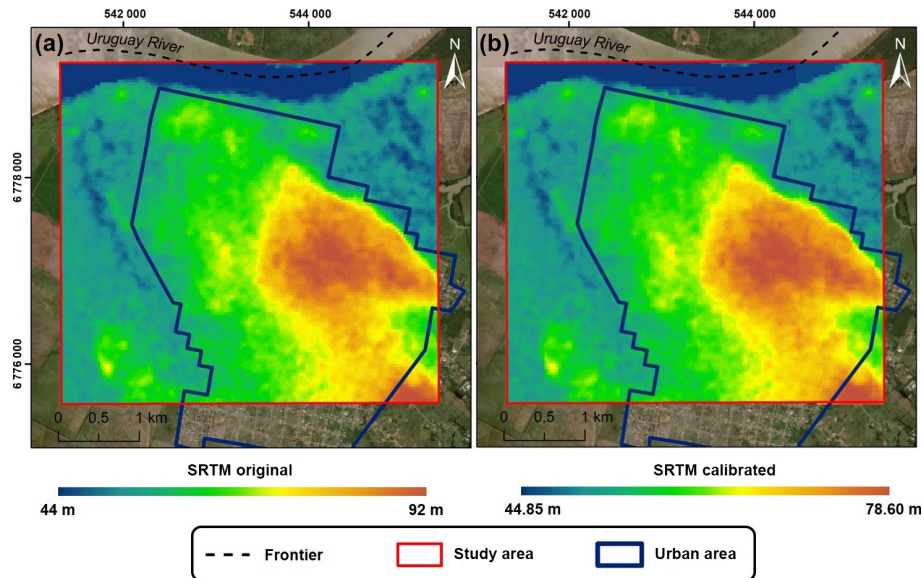 542 000 544 000 542 000 544 000
(a) Uruguay River N (b) Uruguay River N
6 778 000
6 776 000
0 0,5 1 km 0 0,5 1 km
SRTM original SRTM calibrated
44 m 92 m 44.85 m 78.60 m
Frontier Study area Urban area